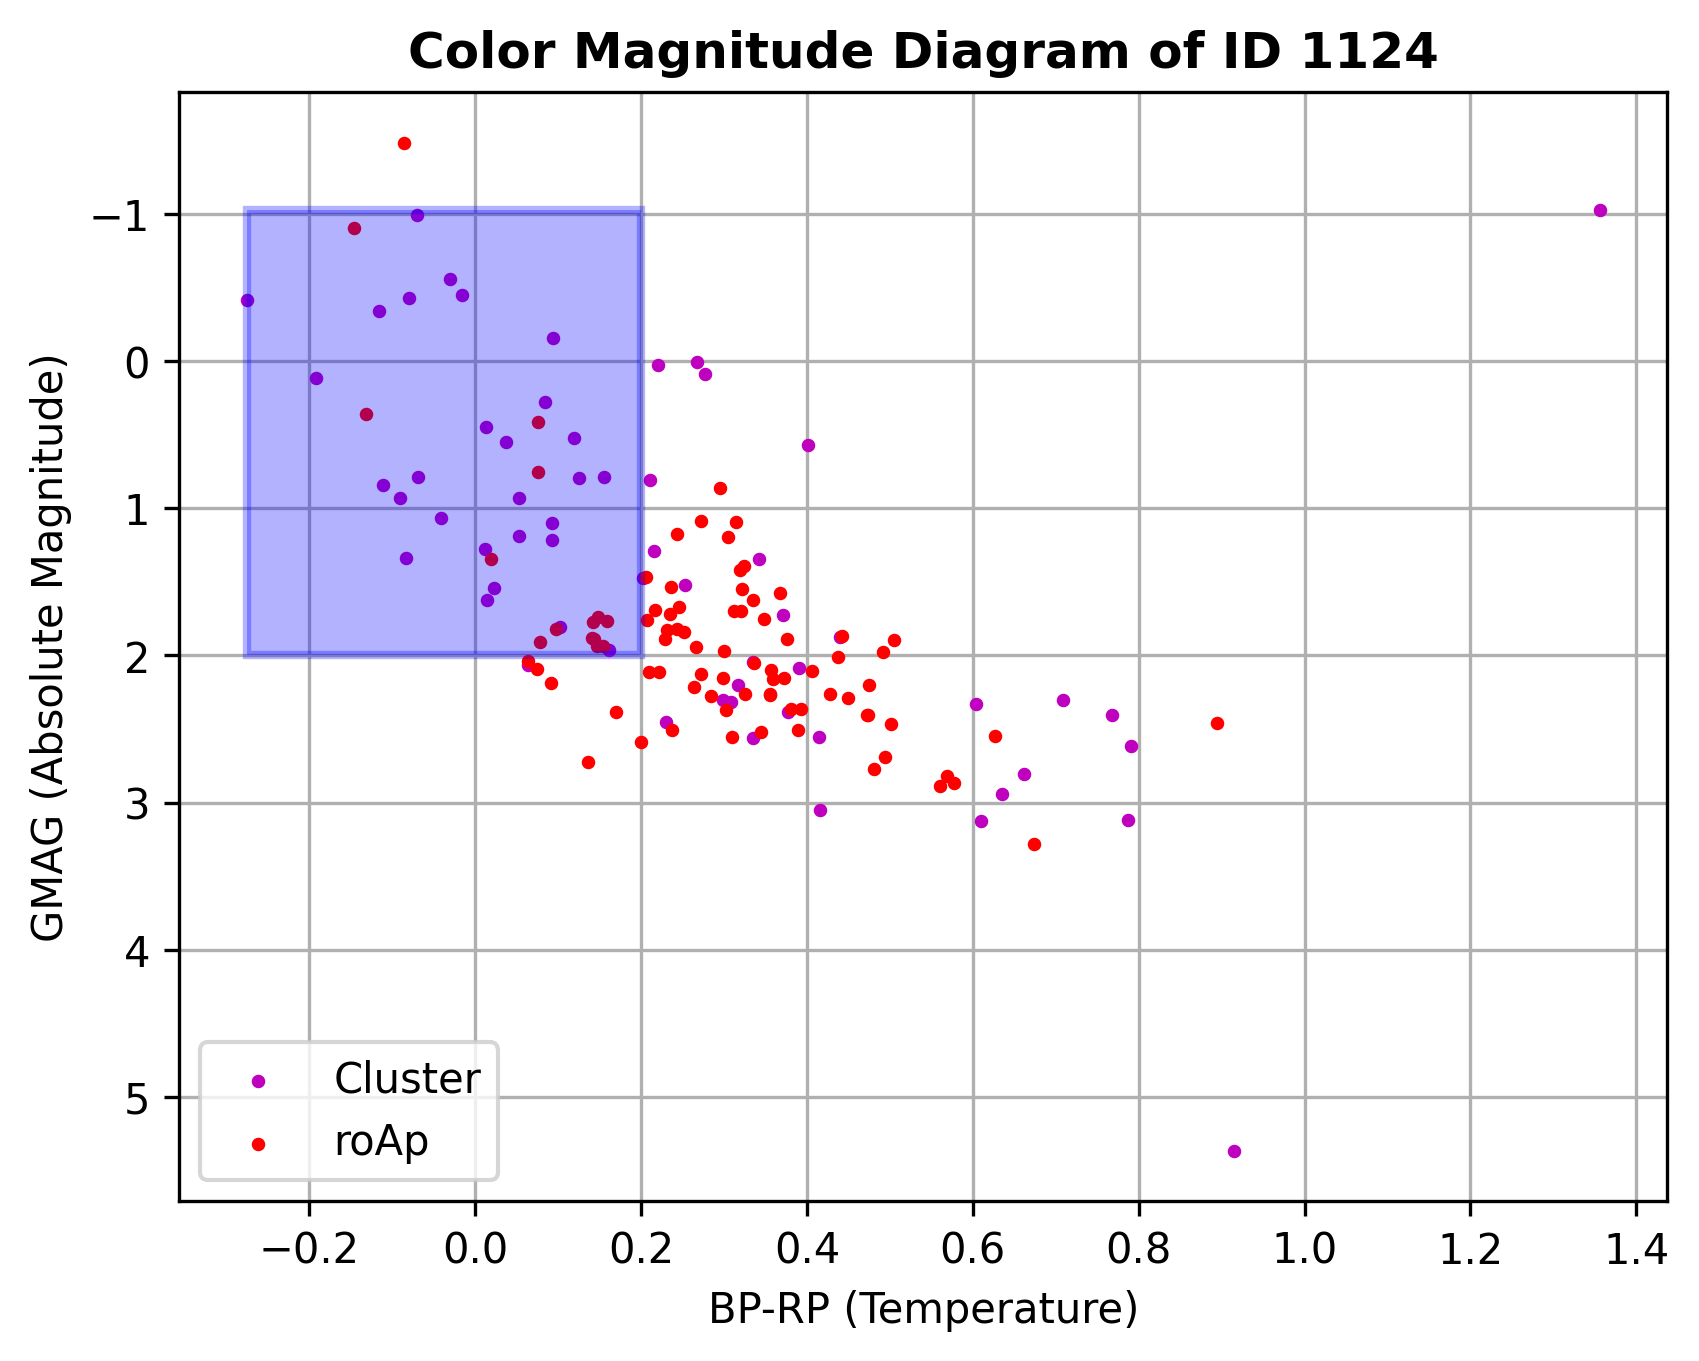 Color Magnitude Diagram of ID 1124
GMAG (Absolute Magnitude)
−1
0
1
2
3
4
5
Cluster
roAp
−0.2 0.0 0.2 0.4 0.6 0.8 1.0 1.2 1.4
BP-RP (Temperature)